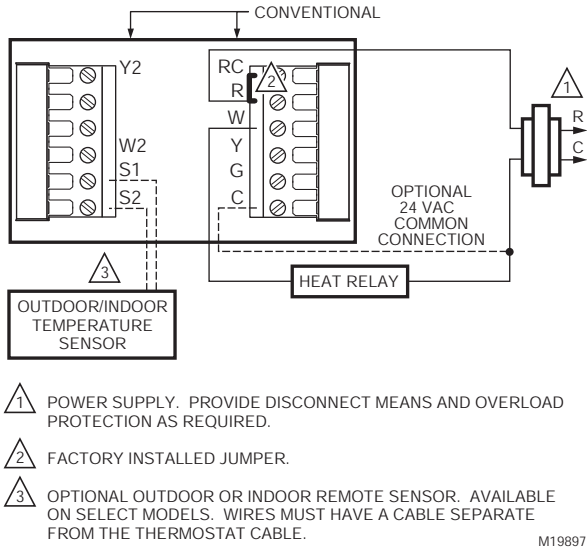 CONVENTIONAL
Y2
W2
S1
S2
RC
R
W
Y
G
C
2
1
R
C
OPTIONAL
24 VAC
COMMON
CONNECTION
HEAT RELAY
3
OUTDOOR/INDOOR
TEMPERATURE
SENSOR
1 POWER SUPPLY. PROVIDE DISCONNECT MEANS AND OVERLOAD
PROTECTION AS REQUIRED.
2 FACTORY INSTALLED JUMPER.
3 OPTIONAL OUTDOOR OR INDOOR REMOTE SENSOR. AVAILABLE
ON SELECT MODELS. WIRES MUST HAVE A CABLE SEPARATE
FROM THE THERMOSTAT CABLE.
M19897